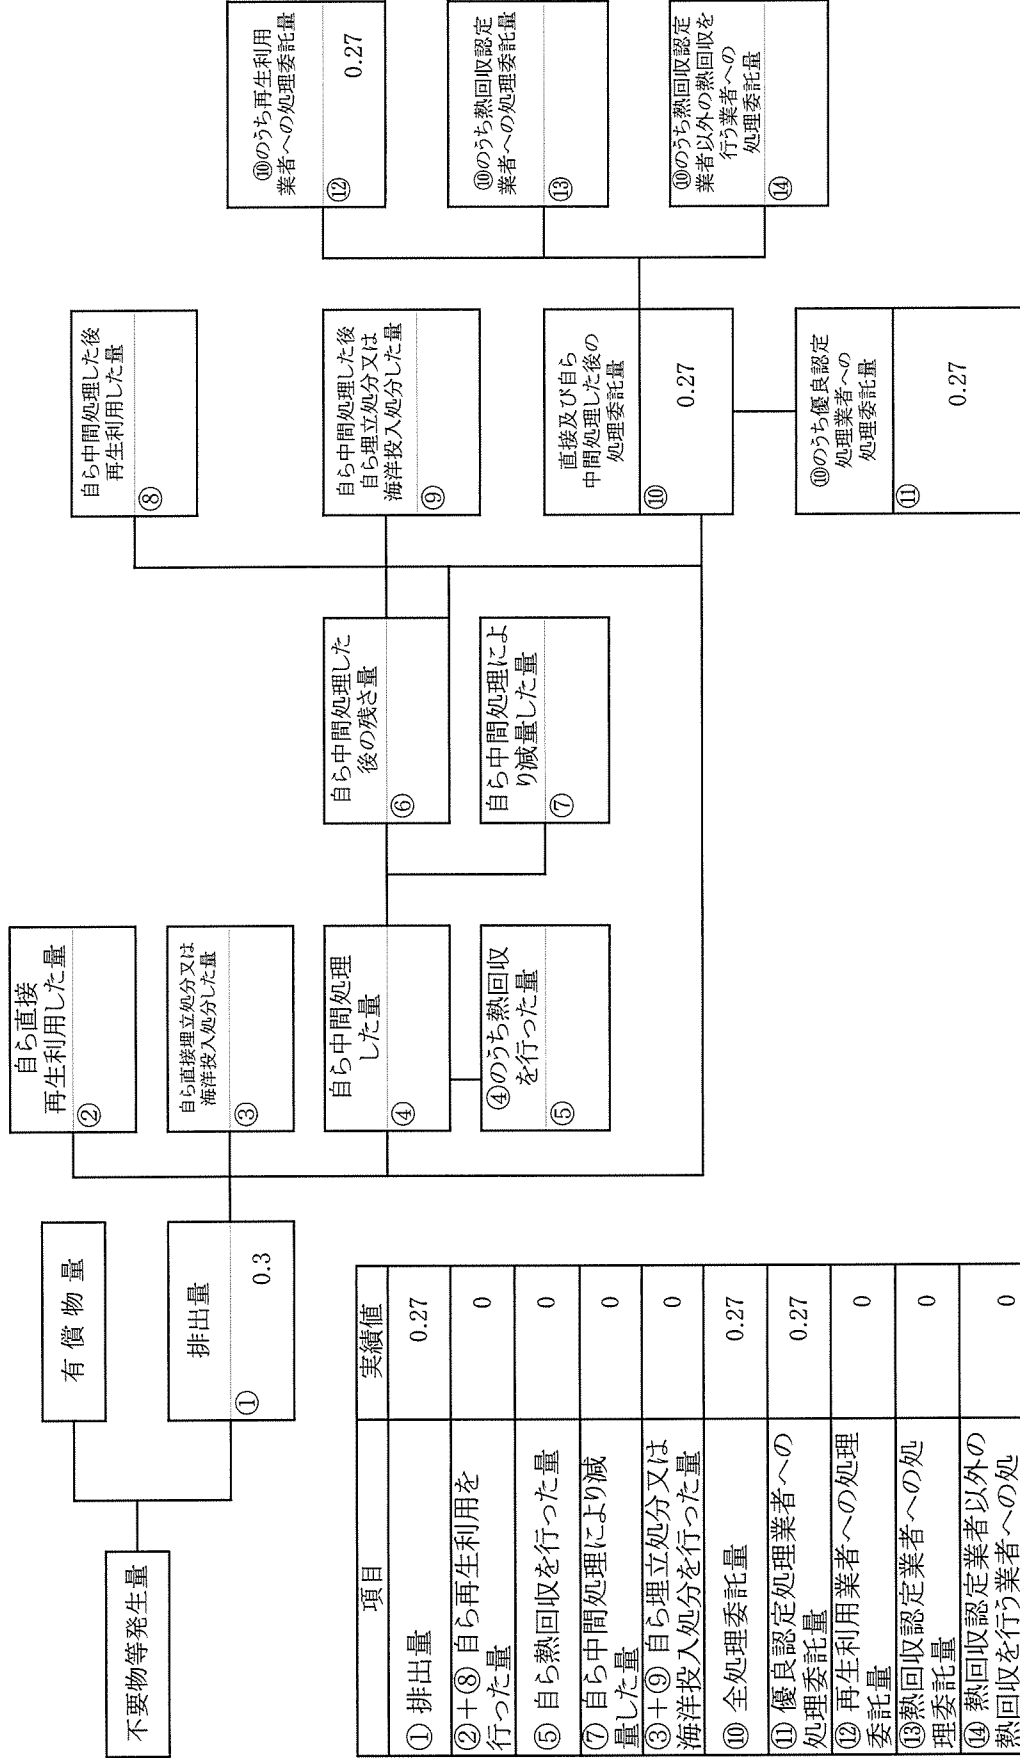 不要物等発生量
有償物量
排出量
①
0.3
自ら直接
再生利用した量
②
自ら直接埋立処分又は
海洋投入処分した量
③
自ら中間処理
した量
④
④のうち熱回収
を行った量
⑤
自ら中間処理した
後の残さ量
⑥
自ら中間処理によ
り減量した量
⑦
自ら中間処理した後
再生利用した量
⑧
自ら中間処理した後
自ら埋立処分又は
海洋投入処分した量
⑨
直接及び自ら
中間処理した後の
処理委託量
⑩
0.27
⑩のうち優良認定
処理業者への
処理委託量
⑪
0.27
⑩のうち再生利用
業者への処理委託量
⑫
0.27
⑩のうち熱回収認定
業者への処理委託量
⑬
⑩のうち熱回収認定
業者以外の熱回収を
行う業者への
処理委託量
⑭
項目 実績値
① 排出量 0.27
②+⑧ 自ら再生利用を
行った量 0
⑤ 自ら熱回収を行った量 0
⑦ 自ら中間処理により減
量した量 0
③+⑨ 自ら埋立処分又は
海洋投入処分を行った量 0
⑩ 全処理委託量 0.27
⑪ 優良認定処理業者への
処理委託量 0.27
⑫ 再生利用業者への処理
委託量 0
⑬熱回収認定業者への処
理委託量 0
⑭ 熱回収認定業者以外の
熱回収を行う業者への処 0